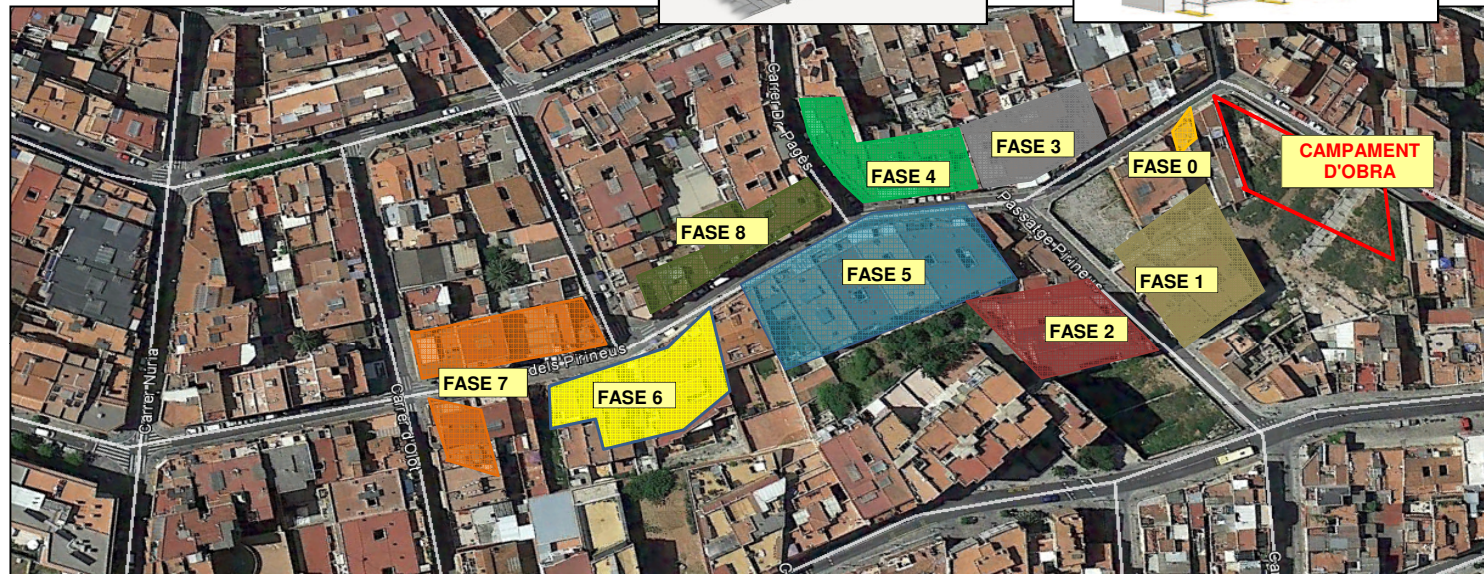 Carrer Dr. Pagès
FASE 3
FASE 4
FASE 0
CAMPAMENT
D'OBRA
Passatge Pirineus
FASE 8
FASE 5
FASE 1
FASE 2
dels Pirineus
FASE 7
FASE 6
Carrer Núria
Carrer d'Olot